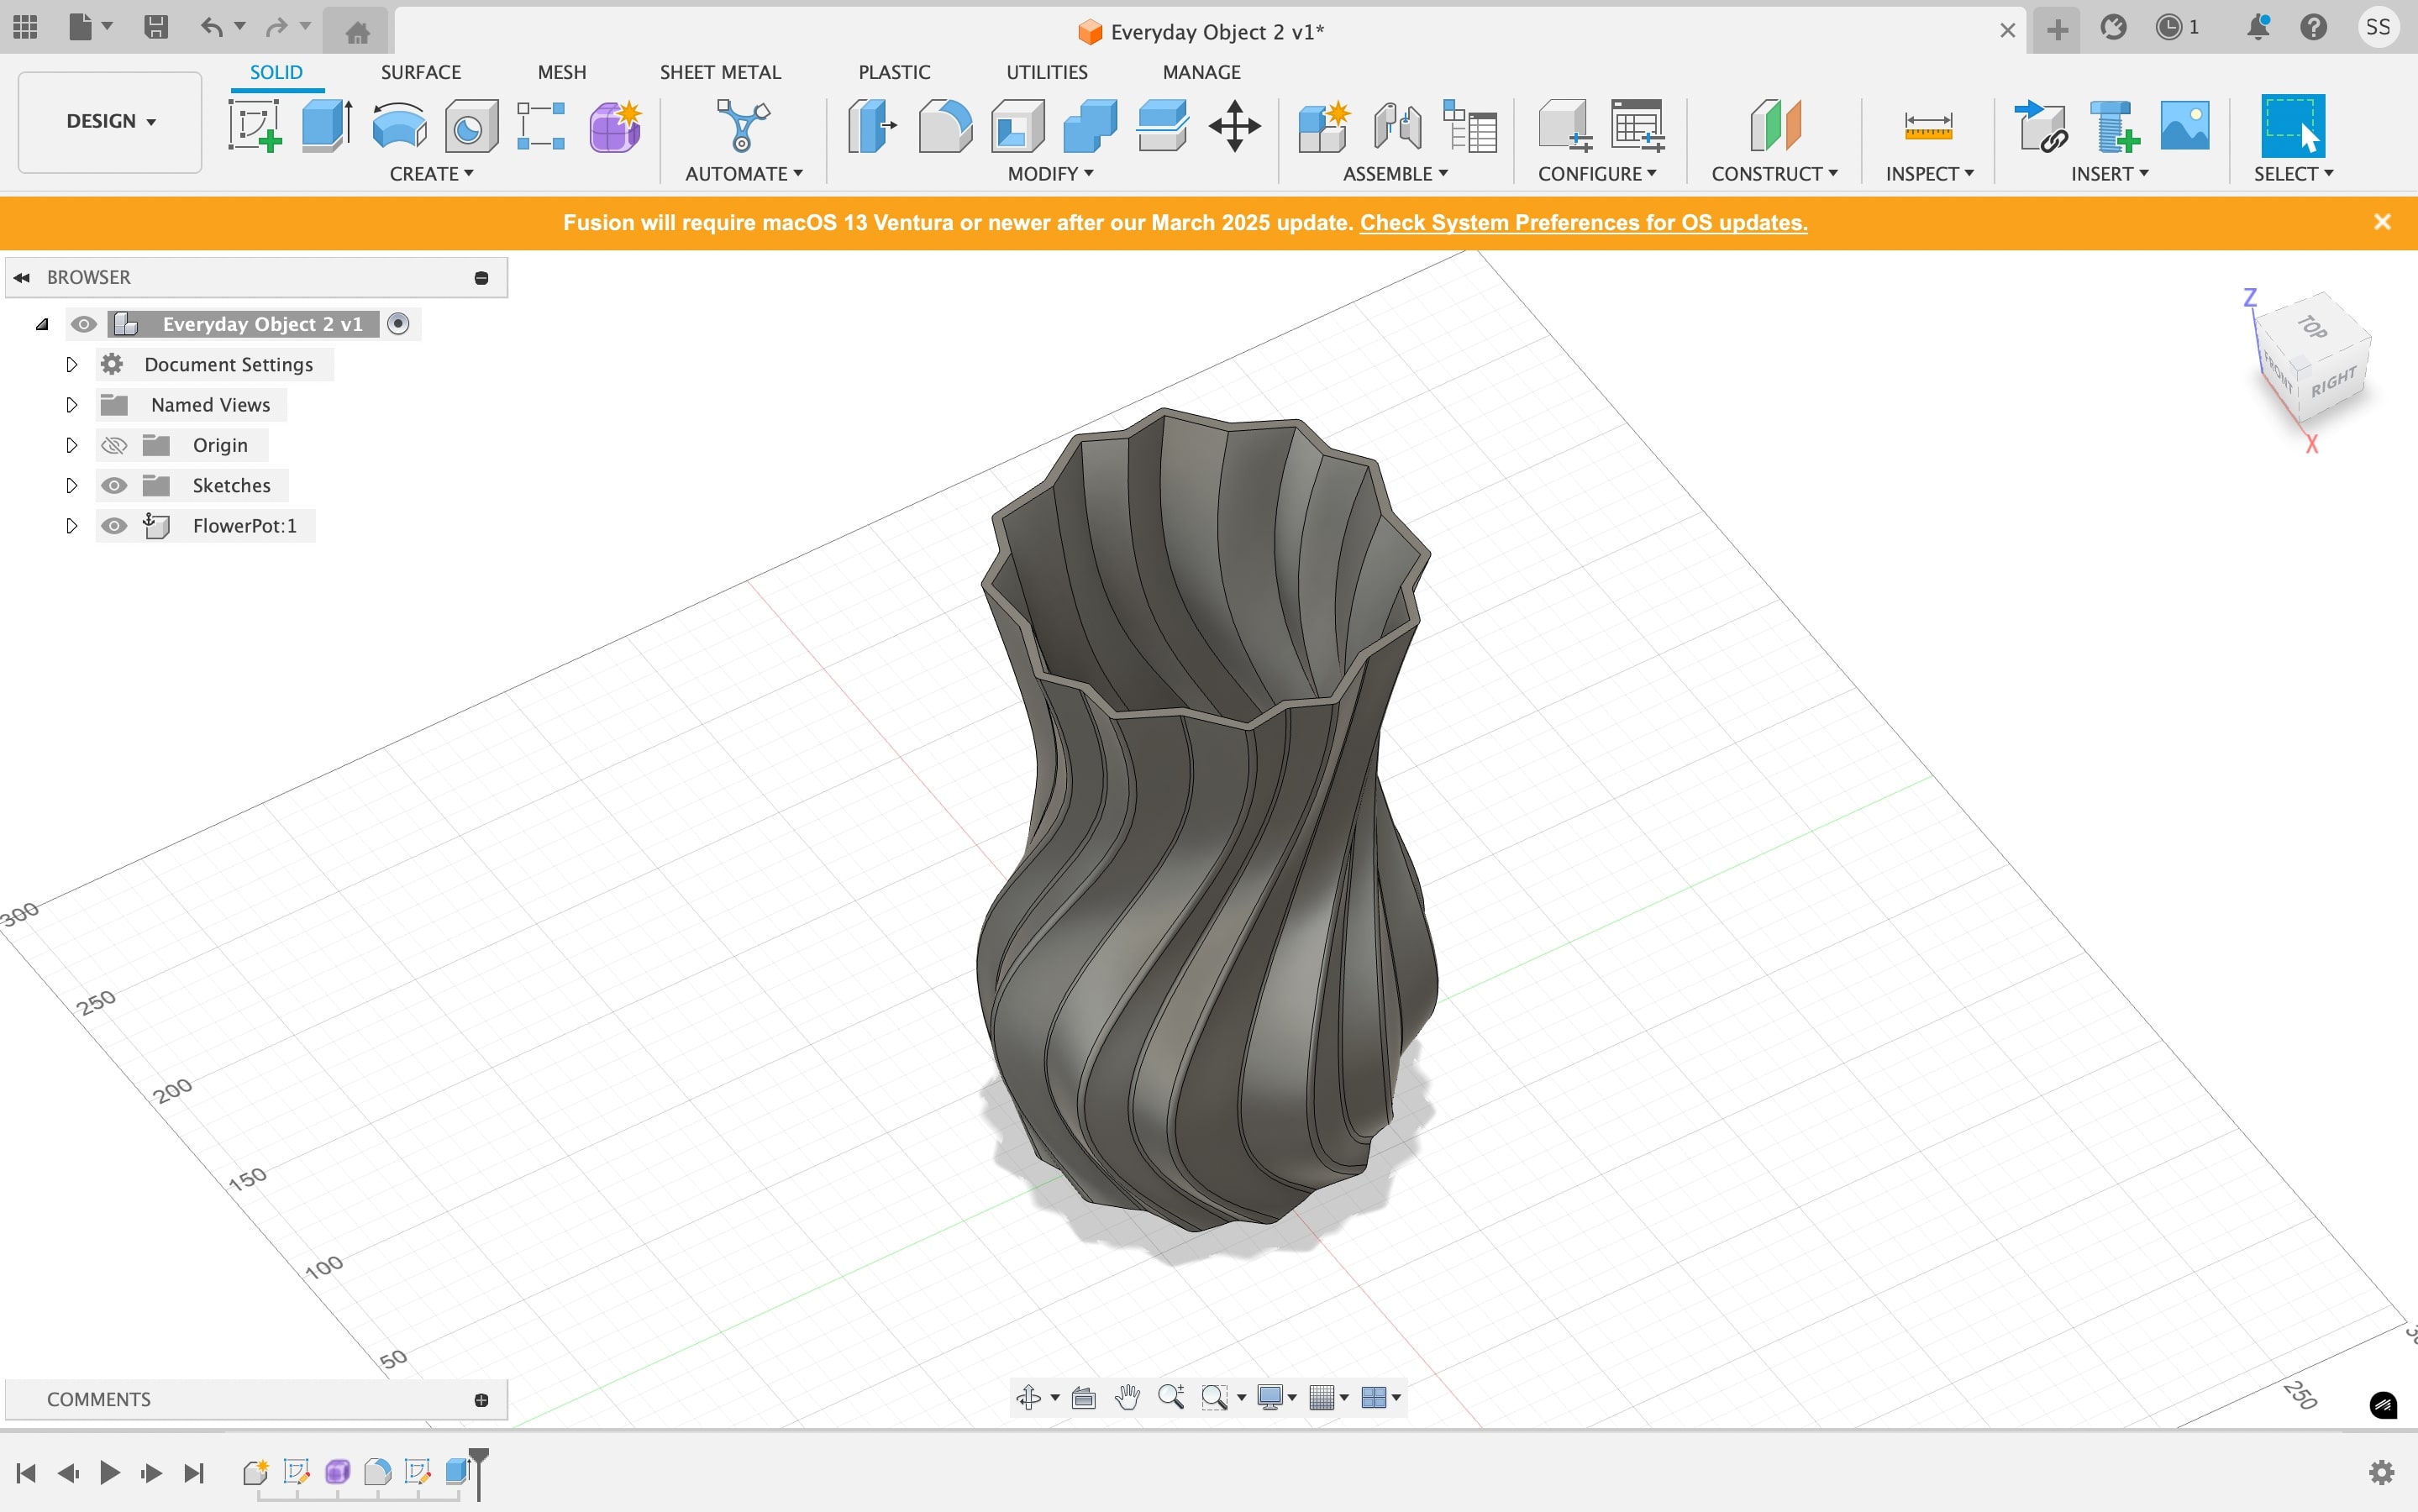 Everyday Object 2 v1*
1
SS
DESIGN
SOLID
SURFACE
MESH
SHEET METAL
PLASTIC
UTILITIES
MANAGE
CREATE
AUTOMATE
MODIFY
ASSEMBLE
CONFIGURE
CONSTRUCT
INSPECT
INSERT
SELECT
Fusion will require macOS 13 Ventura or newer after our March 2025 update. Check System Preferences for OS updates.
BROWSER
Everyday Object 2 v1
Document Settings
Named Views
Origin
Sketches
FlowerPot:1
Z
TOP
FRONT
RIGHT
X
300
250
200
150
100
50
250
COMMENTS